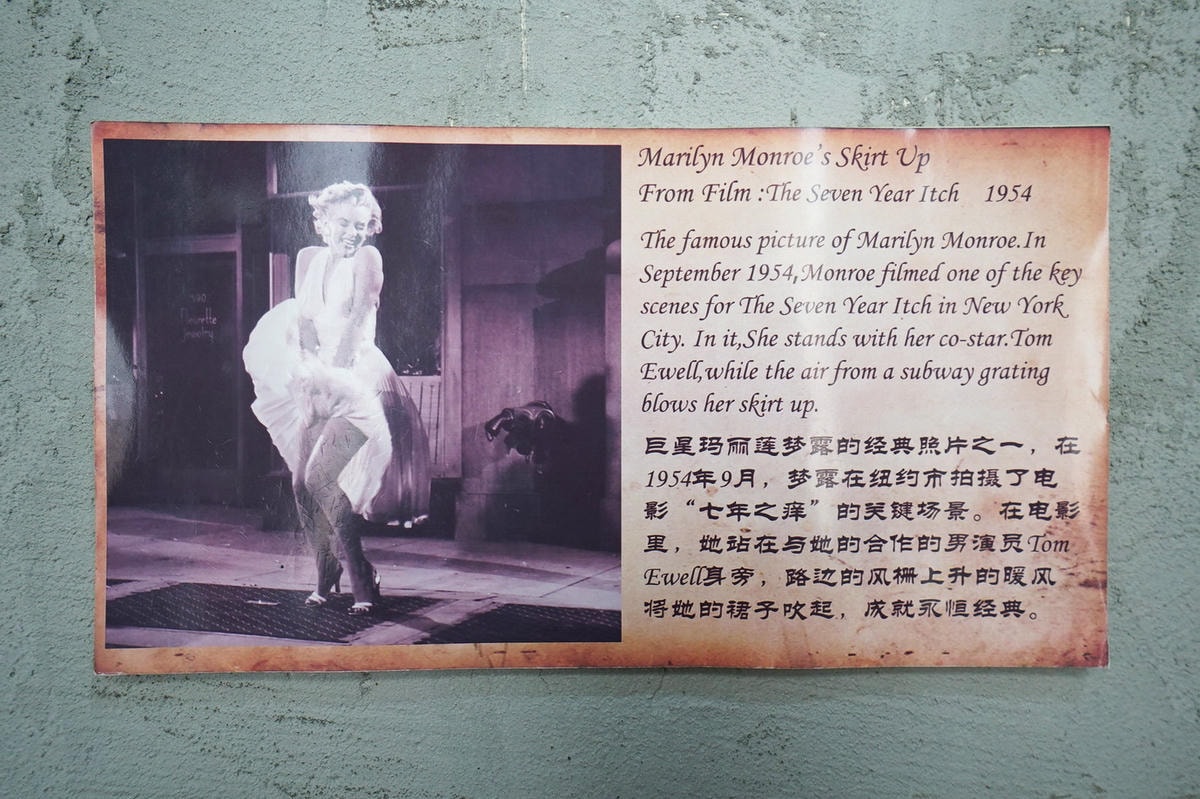 590
Jewelry
Marilyn Monroe's Skirt Up
From Film :The Seven Year Itch 1954
The famous picture of Marilyn Monroe.In
September 1954,Monroe filmed one of the key
scenes for The Seven Year Itch in New York
City. In it,She stands with her co-star.Tom
Ewell,while the air from a subway grating
blows her skirt up.
巨星玛丽莲梦露的经典照片之一，在
1954年9月，梦露在纽约市拍摄了电
影“七年之痒”的关键场景。在电影
里，她站在与她的合作的男演员Tom
Ewell身旁，路边的风栅上升的暖风
将她的裙子吹起，成就永恒经典。